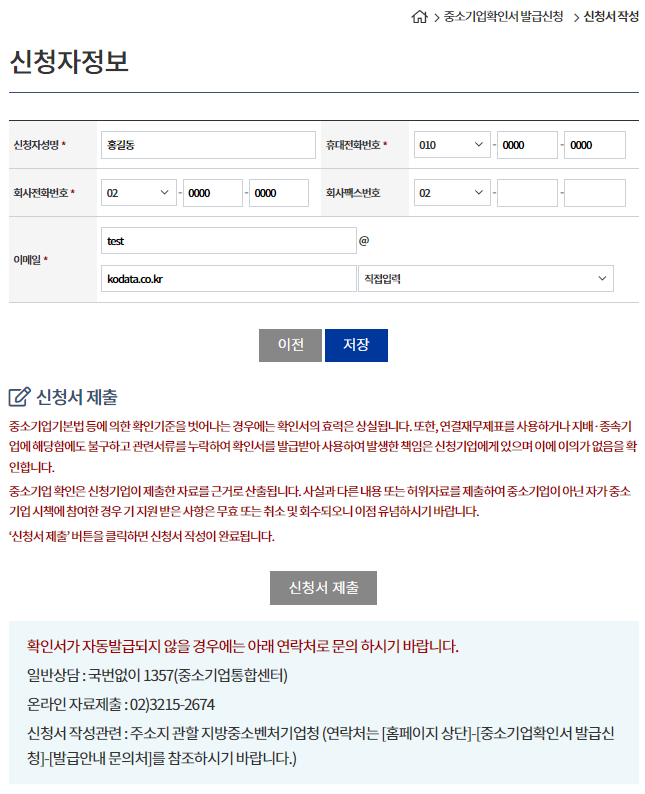 > 중소기업확인서 발급신청 > 신청서 작성
신청자정보
신청자성명 * 홍길동 휴대전화번호 * 010 - 0000 - 0000
회사전화번호 * 02 - 0000 - 0000 회사팩스번호 02 - -
이메일 * test @
kodata.co.kr 직접입력
이전 저장
신청서 제출
중소기업기본법 등에 의한 확인기준을 벗어나는 경우에는 확인서의 효력은 상실됩니다. 또한, 연결재무제표를 사용하거나 지배·종속기
업에 해당함에도 불구하고 관련서류를 누락하여 확인서를 발급받아 사용하여 발생한 책임은 신청기업에게 있으며 이에 이의가 없음을 확
인합니다.
중소기업 확인은 신청기업이 제출한 자료를 근거로 산출됩니다. 사실과 다른 내용 또는 허위자료를 제출하여 중소기업이 아닌 자가 중소
기업 시책에 참여한 경우 기 지원 받은 사항은 무효 또는 취소 및 회수되오니 이점 유념하시기 바랍니다.
‘신청서 제출’ 버튼을 클릭하면 신청서 작성이 완료됩니다.
신청서 제출
확인서가 자동발급되지 않을 경우에는 아래 연락처로 문의 하시기 바랍니다.
일반상담 : 국번없이 1357(중소기업통합센터)
온라인 자료제출 : 02)3215-2674
신청서 작성관련 : 주소지 관할 지방중소벤처기업청 (연락처는 [홈페이지 상단]-[중소기업확인서 발급신
청]-[발급안내 문의처]를 참조하시기 바랍니다.)